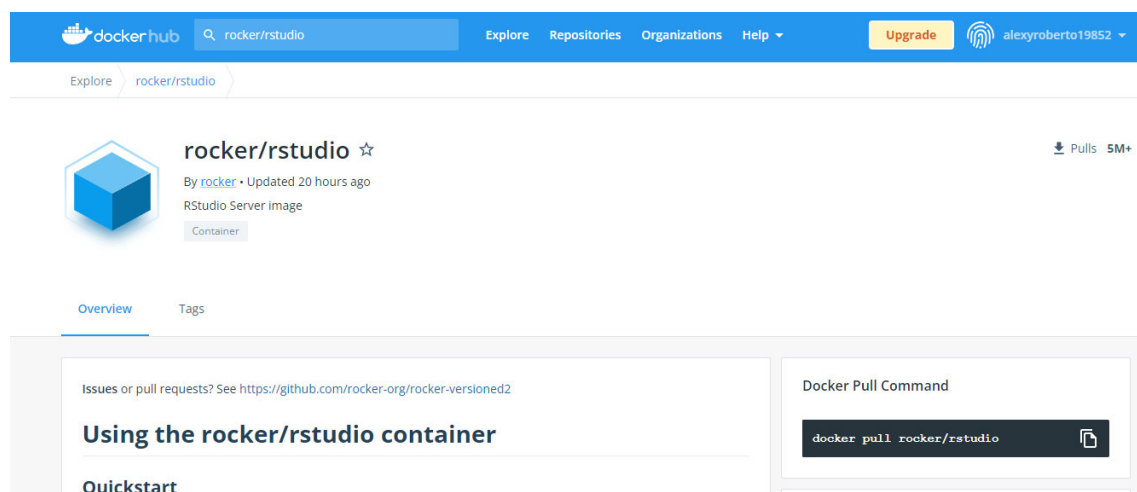 dockerhub rocker/rstudio Explore Repositories Organizations Help Upgrade alexyroberto19852
Explore rocker/rstudio
rocker/rstudio
Pulls 5M+
By rocker • Updated 20 hours ago
RStudio Server image
Container
Overview Tags
Issues or pull requests? See https://github.com/rocker-org/rocker-versioned2
Using the rocker/rstudio container
Quickstart
Docker Pull Command
docker pull rocker/rstudio